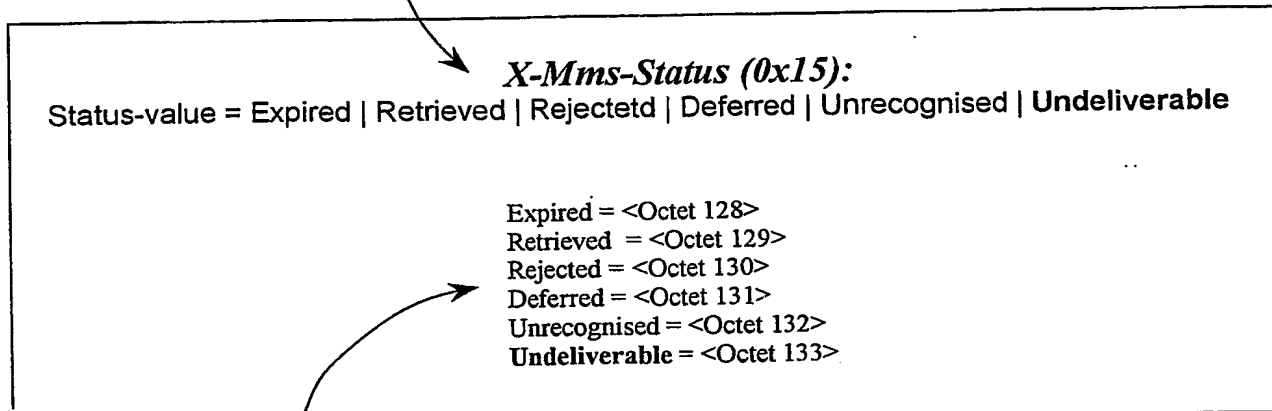 X-Mms-Status (0x15):
Status-value = Expired | Retrieved | Rejectetd | Deferred | Unrecognised | Undeliverable
Expired = <Octet 128>
Retrieved = <Octet 129>
Rejected = <Octet 130>
Deferred = <Octet 131>
Unrecognised = <Octet 132>
Undeliverable = <Octet 133>